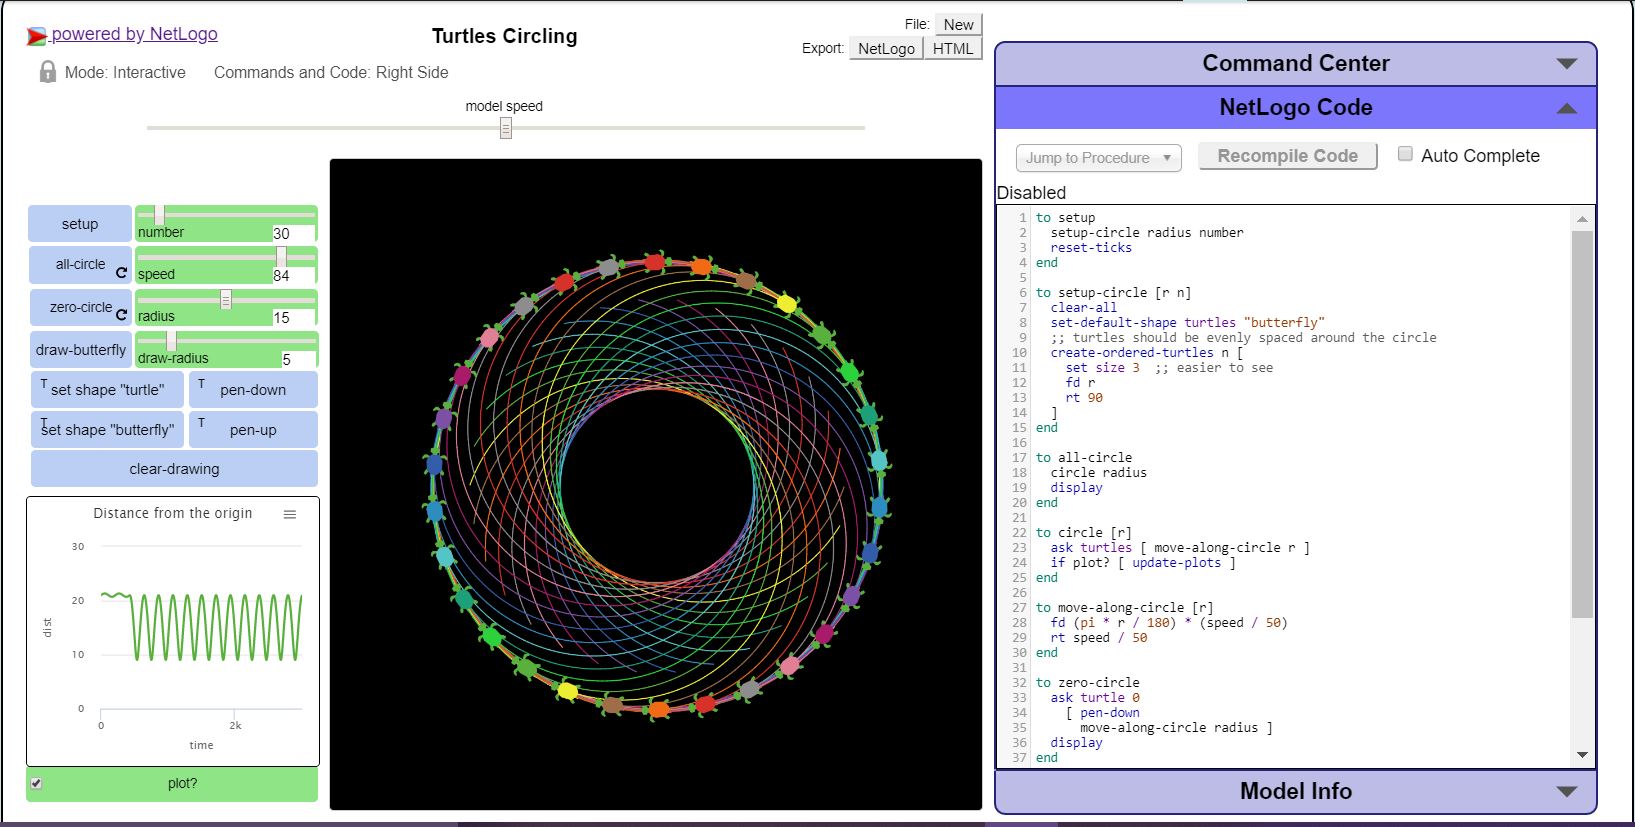 powered by NetLogo
Turtles Circling
File: New
Export: NetLogo HTML
Mode: Interactive
Commands and Code: Right Side
model speed
setup
number
30
all-circle
speed
84
zero-circle
radius
15
draw-butterfly
draw-radius
5
T
set shape "turtle"
T
pen-down
T
set shape "butterfly"
T
pen-up
clear-drawing
Distance from the origin
30
20
10
0
dist
0
2k
time
plot?
Command Center
NetLogo Code
Jump to Procedure
Recompile Code
Auto Complete
Disabled
1 to setup
2 setup-circle radius number
3 reset-ticks
4 end
5
6 to setup-circle [r n]
7 clear-all
8 set-default-shape turtles "butterfly"
9 ;; turtles should be evenly spaced around the circle
10 create-ordered-turtles n [
11 set size 3 ;; easier to see
12 fd r
13 rt 90
14 ]
15 end
16
17 to all-circle
18 circle radius
19 display
20 end
21
22 to circle [r]
23 ask turtles [ move-along-circle r ]
24 if plot? [ update-plots ]
25 end
26
27 to move-along-circle [r]
28 fd (pi * r / 180) * (speed / 50)
29 rt speed / 50
30 end
31
32 to zero-circle
33 ask turtle 0
34 [ pen-down
35 move-along-circle radius ]
36 display
37 end
Model Info